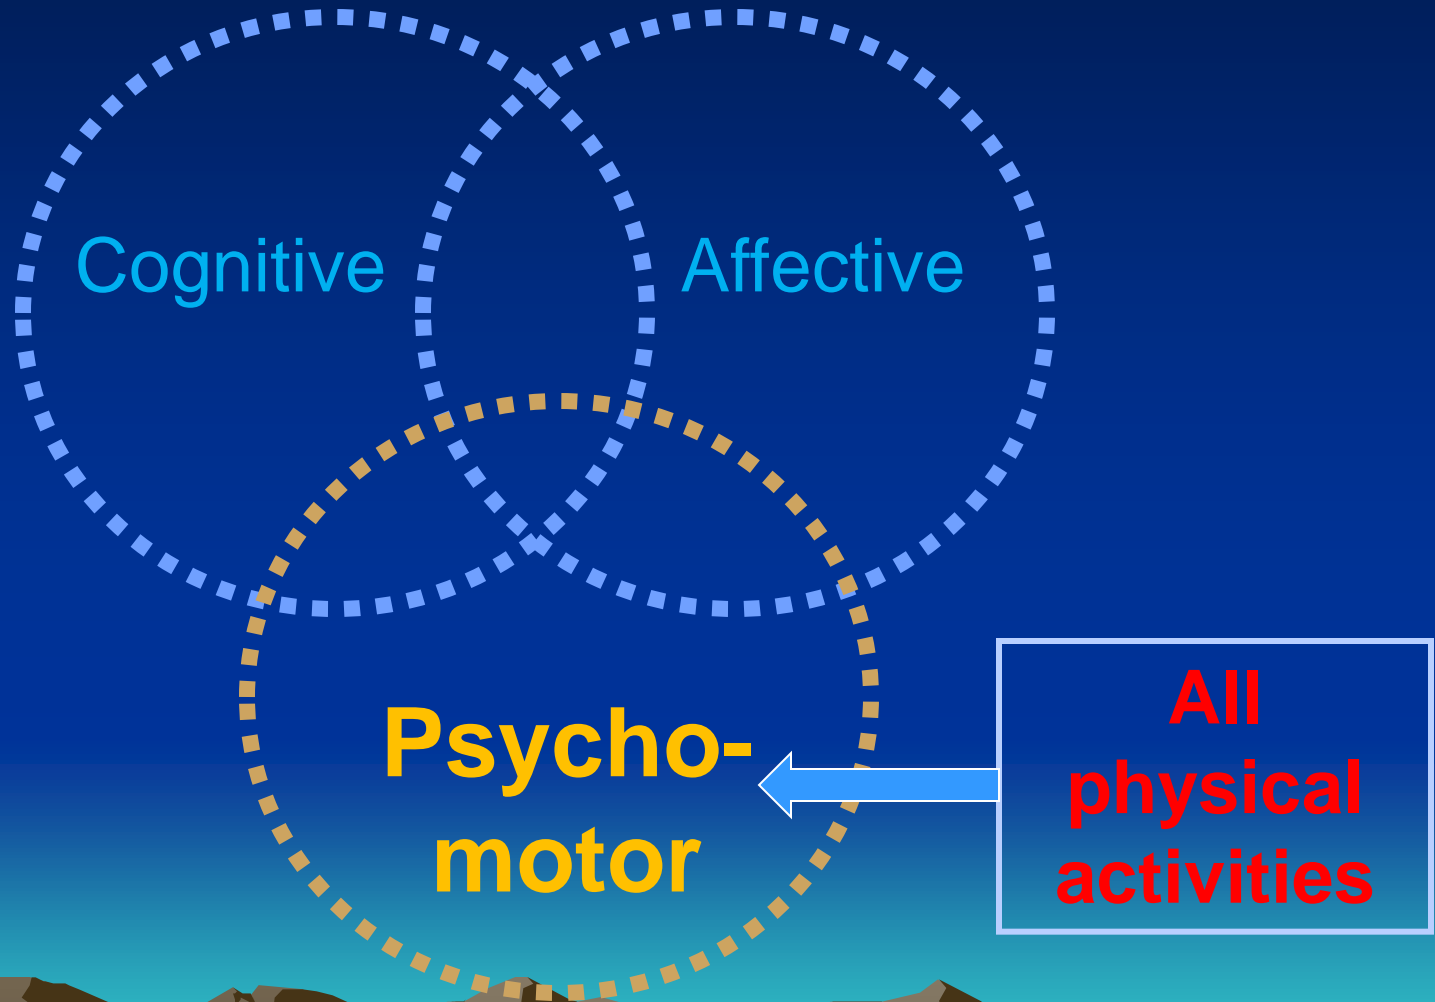 Cognitive
Affective
Psycho-
motor
All
physical
activities